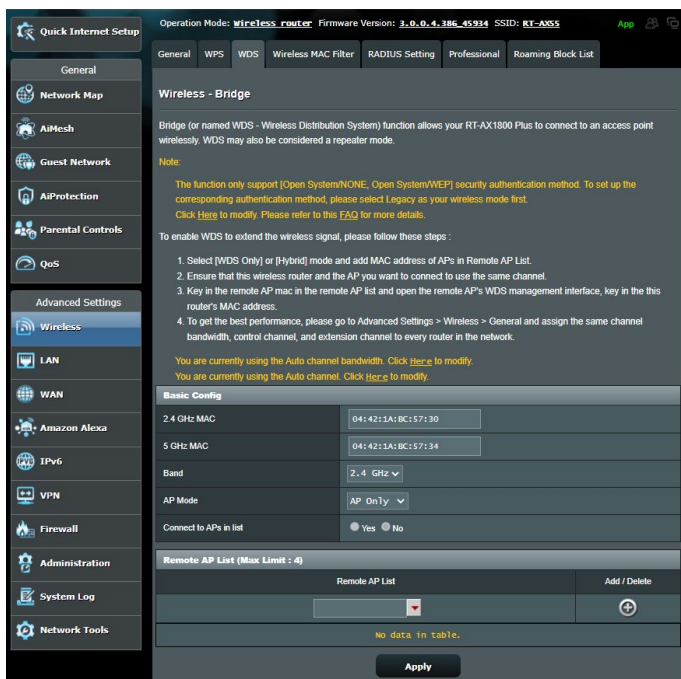 Quick Internet Setup
General
Network Map
AiMesh
Guest Network
AiProtection
Parental Controls
QoS
Advanced Settings
Wireless
LAN
WAN
Amazon Alexa
IPv6
VPN
Firewall
Administration
System Log
Network Tools
Operation Mode: Wireless router Firmware Version: 3.0.0.4.386_45934 SSID: RT-AX55 App
General WPS WDS Wireless MAC Filter RADIUS Setting Professional Roaming Block List
Wireless - Bridge
Bridge (or named WDS - Wireless Distribution System) function allows your RT-AX1800 Plus to connect to an access point
wirelessly. WDS may also be considered a repeater mode.
Note:
The function only support [Open System/NONE, Open System/WEP] security authentication method. To set up the
corresponding authentication method, please select Legacy as your wireless mode
first.
Click Here to modify. Please refer to this FAQ for more details.
To enable WDS to extend the wireless signal, please follow these steps :
1. Select [WDS Only] or [Hybrid] mode and add MAC address of APs in Remote AP
List.
2. Ensure that this wireless router and the AP you want to connect to use the same
channel.
3. Key in the remote AP mac in the remote AP list and open the remote AP's WDS management interface, key in the this
router's MAC address.
4. To get the best performance, please go to Advanced Settings > Wireless > General and assign the same channel
bandwidth, control channel, and extension channel to every router in the network.
You are currently using the Auto channel bandwidth. Click Here to modify.
You are currently using the Auto channel. Click Here to modify.
Basic Config
2.4 GHz MAC 04:42:1A:BC:57:30
5 GHz MAC 04:42:1A:BC:57:34
Band 2.4 GHz
AP Mode AP Only
Connect to APs in list Yes No
Remote AP List (Max Limit : 4)
Remote AP List Add / Delete
No data in table.
Apply